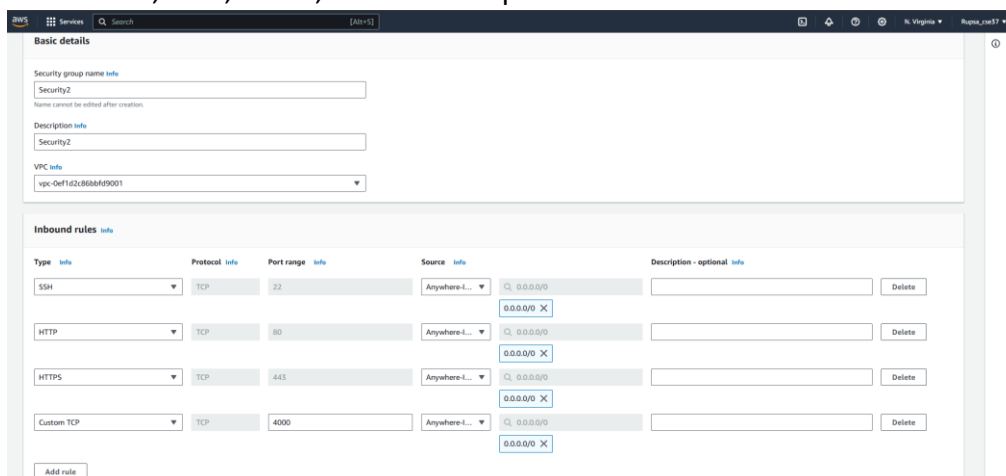 aws Services Search [Alt+S] N. Virginia Rupsa_cse37
Basic details
Security group name Info
Security2
Name cannot be edited after creation.
Description Info
Security2
VPC Info
vpc-0ef1d2c86bbfd9001
Inbound rules Info
Type Info Protocol Info Port range Info Source Info Description - optional Info
SSH TCP 22 Anywhere-I... 0.0.0.0/0 Delete
0.0.0.0/0
HTTP TCP 80 Anywhere-I... 0.0.0.0/0 Delete
0.0.0.0/0
HTTPS TCP 443 Anywhere-I... 0.0.0.0/0 Delete
0.0.0.0/0
Custom TCP TCP 4000 Anywhere-I... 0.0.0.0/0 Delete
0.0.0.0/0
Add rule